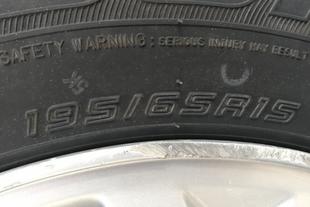 SAFETY WARNING: SERIOUS INJURY MAY RESULT
195/65R15